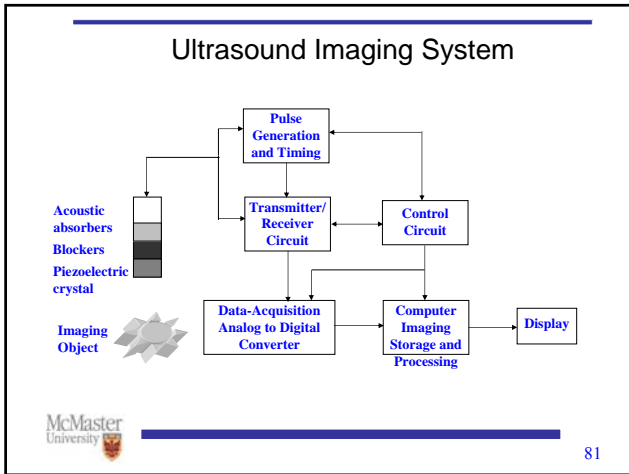 Ultrasound Imaging System
Pulse
Generation
and Timing
Acoustic
absorbers
Blockers
Piezoelectric
crystal
Transmitter/
Receiver
Circuit
Control
Circuit
Imaging
Object
Data-Acquisition
Analog to Digital
Converter
Computer
Imaging
Storage and
Processing
Display
McMaster
University
81